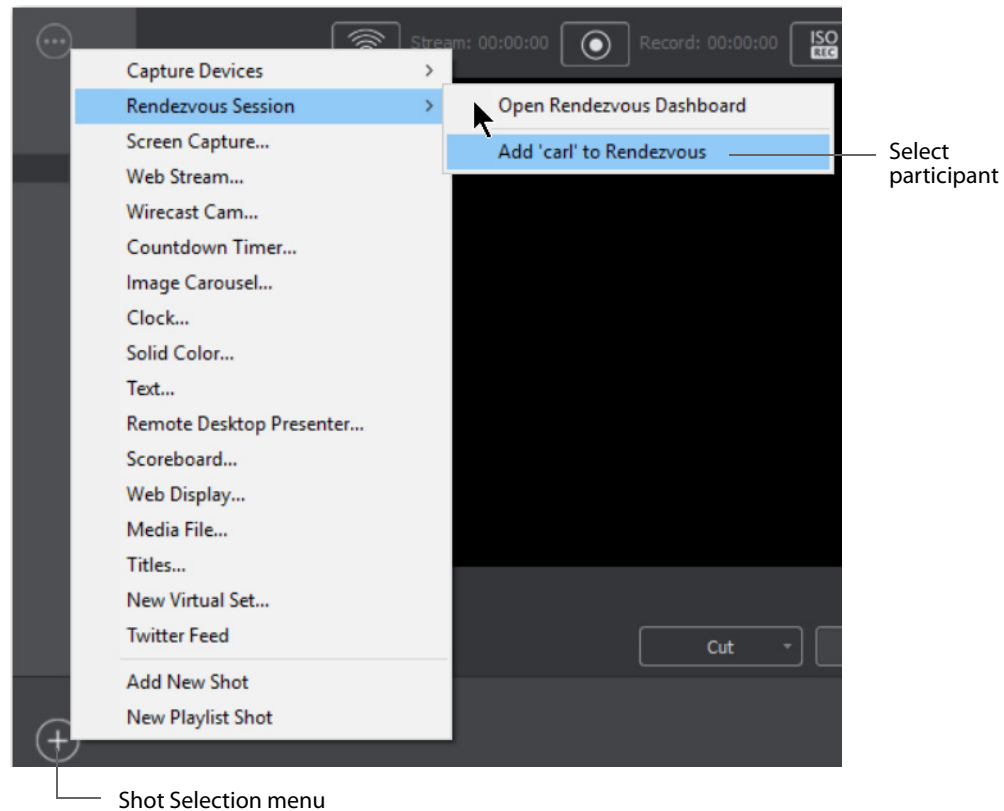 Stream: 00:00:00 Record: 00:00:00 ISO REC
Capture Devices
Rendezvous Session
Screen Capture...
Web Stream...
Wirecast Cam...
Countdown Timer...
Image Carousel...
Clock...
Solid Color...
Text...
Remote Desktop Presenter...
Scoreboard...
Web Display...
Media File...
Titles...
New Virtual Set...
Twitter Feed
Add New Shot
New Playlist Shot
Open Rendezvous Dashboard
Add 'carl' to Rendezvous
Select
participant
Cut
Shot Selection menu